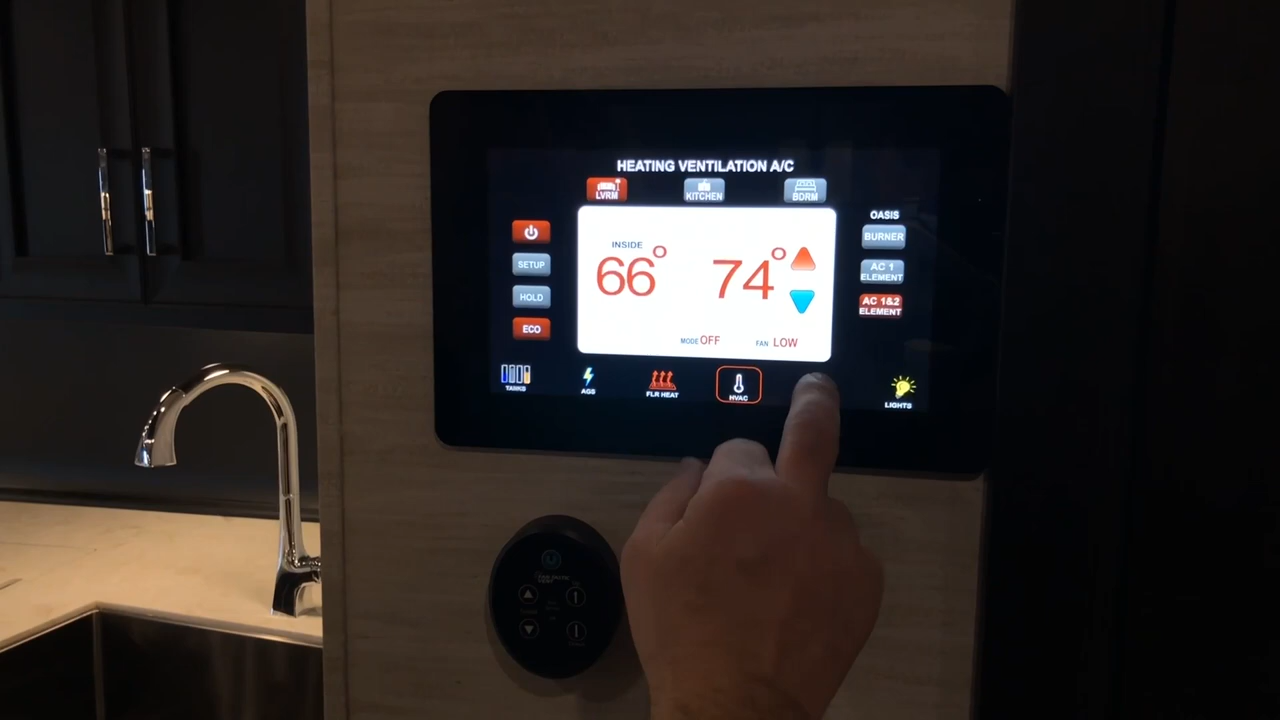 HEATING VENTILATION A/C
LVRM
KITCHEN
BDRM
OASIS
BURNER
AC 1
ELEMENT
AC 1&2
ELEMENT
SETUP
HOLD
ECO
INSIDE
66°
74°
MODE OFF
FAN LOW
TANKS
AGS
FLR HEAT
HVAC
LIGHTS